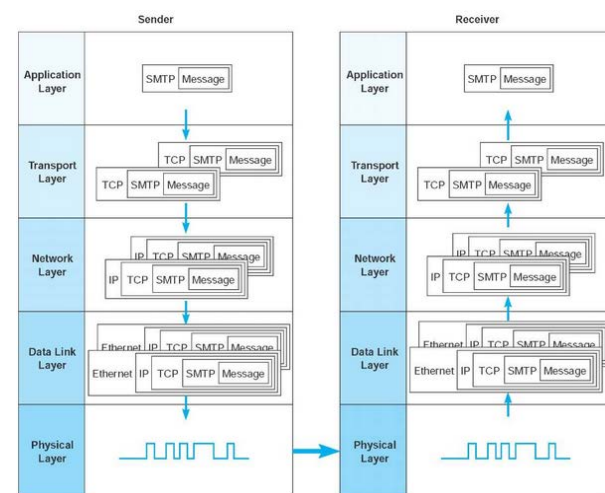 Sender
Receiver
Application
Layer
SMTP Message
Application
Layer
SMTP Message
Transport
Layer
TCP SMTP Message
TCP SMTP Message
Transport
Layer
TCP SMTP Message
TCP SMTP Message
Network
Layer
IP TCP SMTP Message
IP TCP SMTP Message
Network
Layer
IP TCP SMTP Message
IP TCP SMTP Message
Data Link
Layer
Ethernet IP TCP SMTP Message
Ethernet IP TCP SMTP Message
Data Link
Layer
Ethernet IP TCP SMTP Message
Ethernet IP TCP SMTP Message
Physical
Layer
Physical
Layer